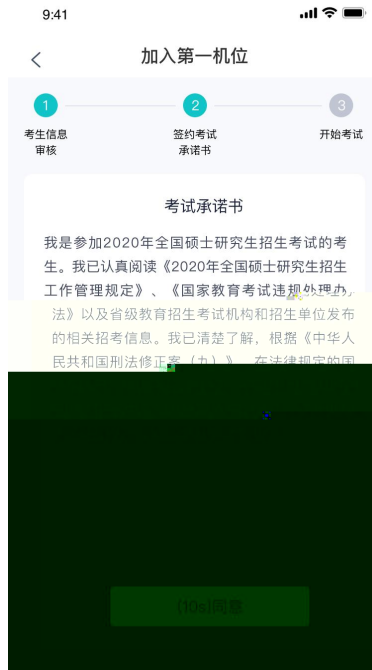 9:41
加入第一机位
1
2
3
考生信息
审核
签约考试
承诺书
开始考试
考试承诺书
我是参加2020年全国硕士研究生招生考试的考
生。我已认真阅读《2020年全国硕士研究生招生
工作管理规定》、《国家教育考试违规处理办
法》以及省级教育招生考试机构和招生单位发布
的相关招考信息。我已清楚了解，根据《中华人
民共和国刑法修正案（九）》，在法律规定的国
(10s)同意